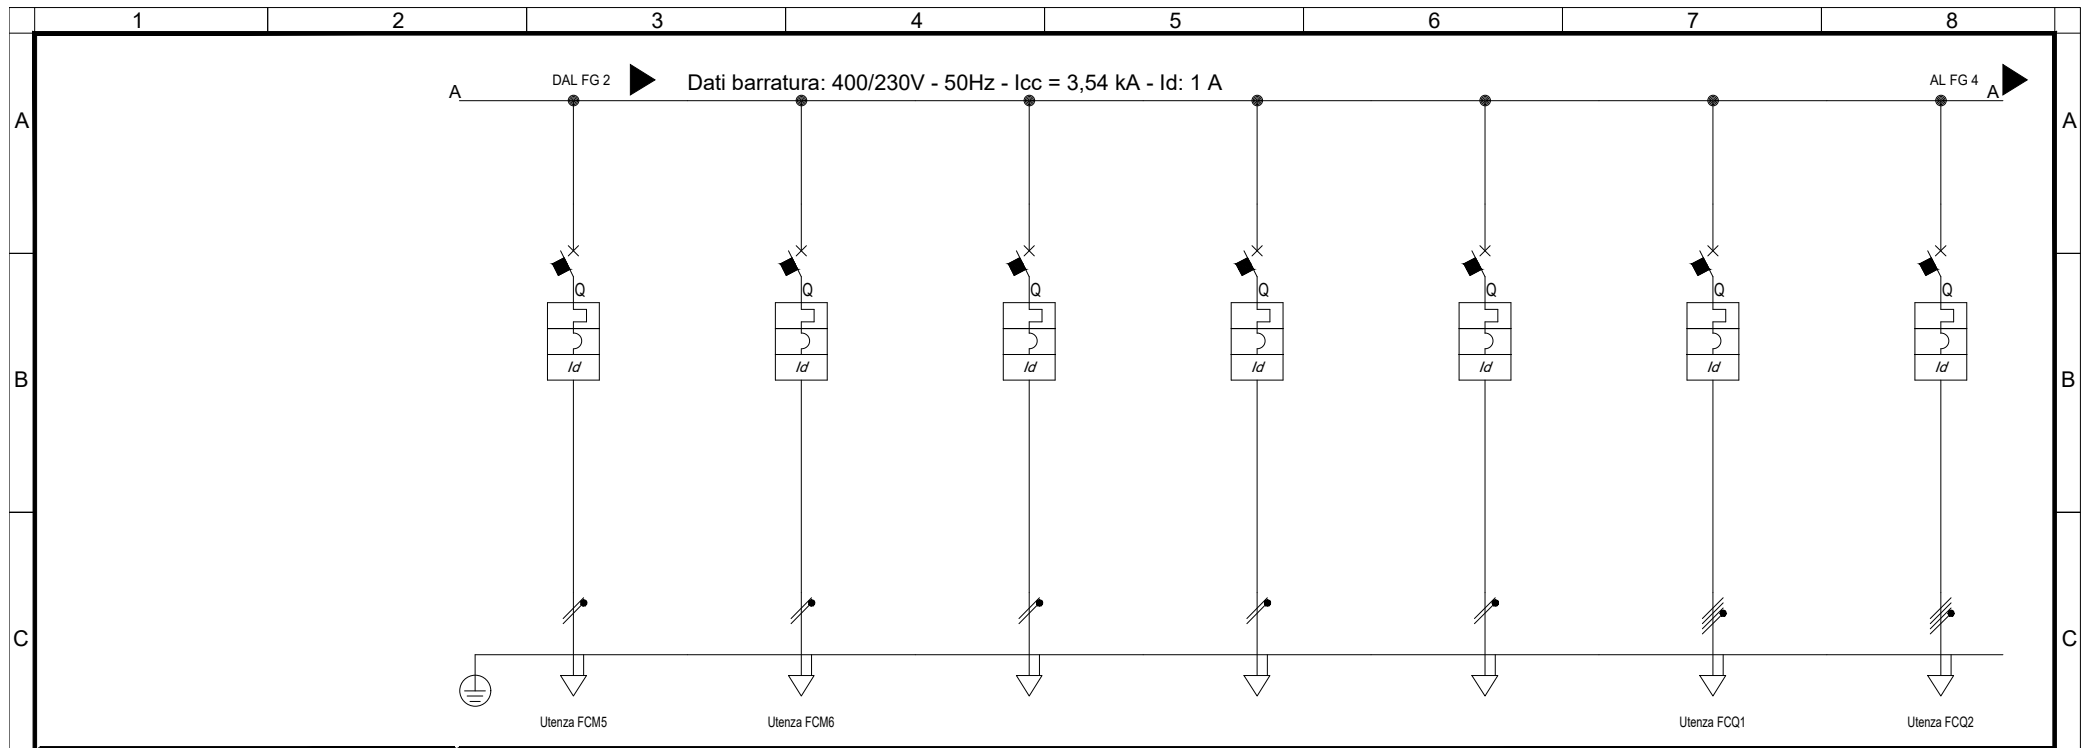 1 2 3 4 5 6 7 8
DAL FG 2 Dati barratura: 400/230V - 50Hz - Icc = 3,54 kA - Id: 1 A AL FG 4
A A
A A
Q Q Q Q Q Q Q
Id Id Id Id Id Id Id
B B
C C
Utenza FCM5 Utenza FCM6 Utenza FCQ1 Utenza FCQ2